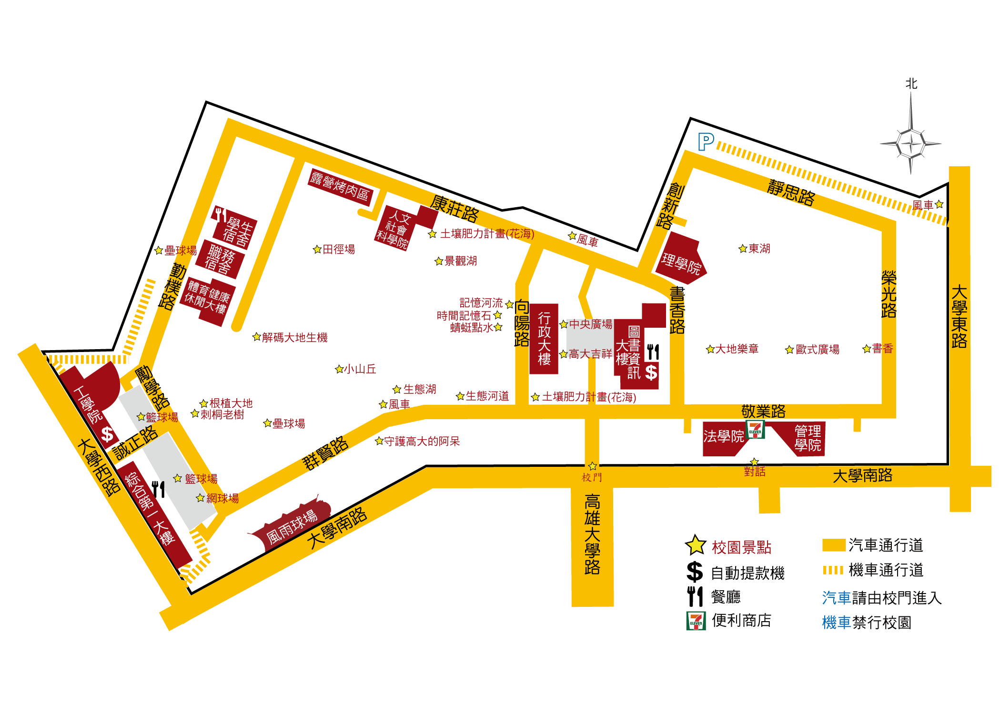 北
P
創新路
靜思路
風車
露營烤肉區
人文
社會
科學院
康莊路
土壤肥力計畫(花海)
風車
學生
宿舍
職務
宿舍
壘球場
田徑場
景觀湖
理學院
東湖
勤樸路
體育健康
休閒大樓
記憶河流
時間記憶石
蜻蜓點水
向陽路
行政大樓
中央廣場
高大吉祥
圖書資訊
大樓
$
書香路
榮光路
大學東路
解碼大地生機
大地樂章
歐式廣場
書香
小山丘
勵學路
工學院
$
生態湖
生態河道
土壤肥力計畫(花海)
風車
根植大地
刺桐老樹
籃球場
壘球場
敬業路
誠正路
大學西路
群賢路
守護高大的阿呆
法學院
7
ELEVEN
管理
學院
綜合第一大樓
籃球場
網球場
校門
對話
大學南路
風雨球場
大學南路
高雄大學路
校園景點
$ 自動提款機
餐廳
7
ELEVEN
便利商店
汽車通行道
機車通行道
汽車請由校門進入
機車禁行校園